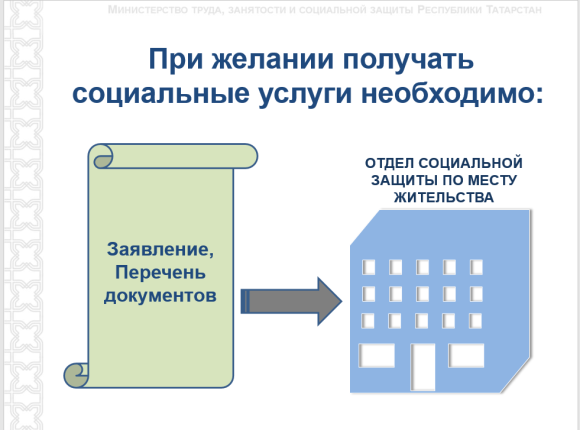 Министерство труда, занятости и социальной защиты Республики Татарстан
При желании получать
социальные услуги необходимо:
ОТДЕЛ СОЦИАЛЬНОЙ
ЗАЩИТЫ ПО МЕСТУ
ЖИТЕЛЬСТВА
Заявление,
Перечень
документов